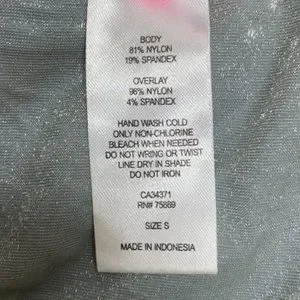 BODY
81% NYLON
19% SPANDEX
OVERLAY
96% NYLON
4% SPANDEX
HAND WASH COLD
ONLY NON-CHLORINE
BLEACH WHEN NEEDED
DO NOT WRING OR TWIST
LINE DRY IN SHADE
DO NOT IRON
CA34371
RN# 75869
SIZE S
MADE IN INDONESIA